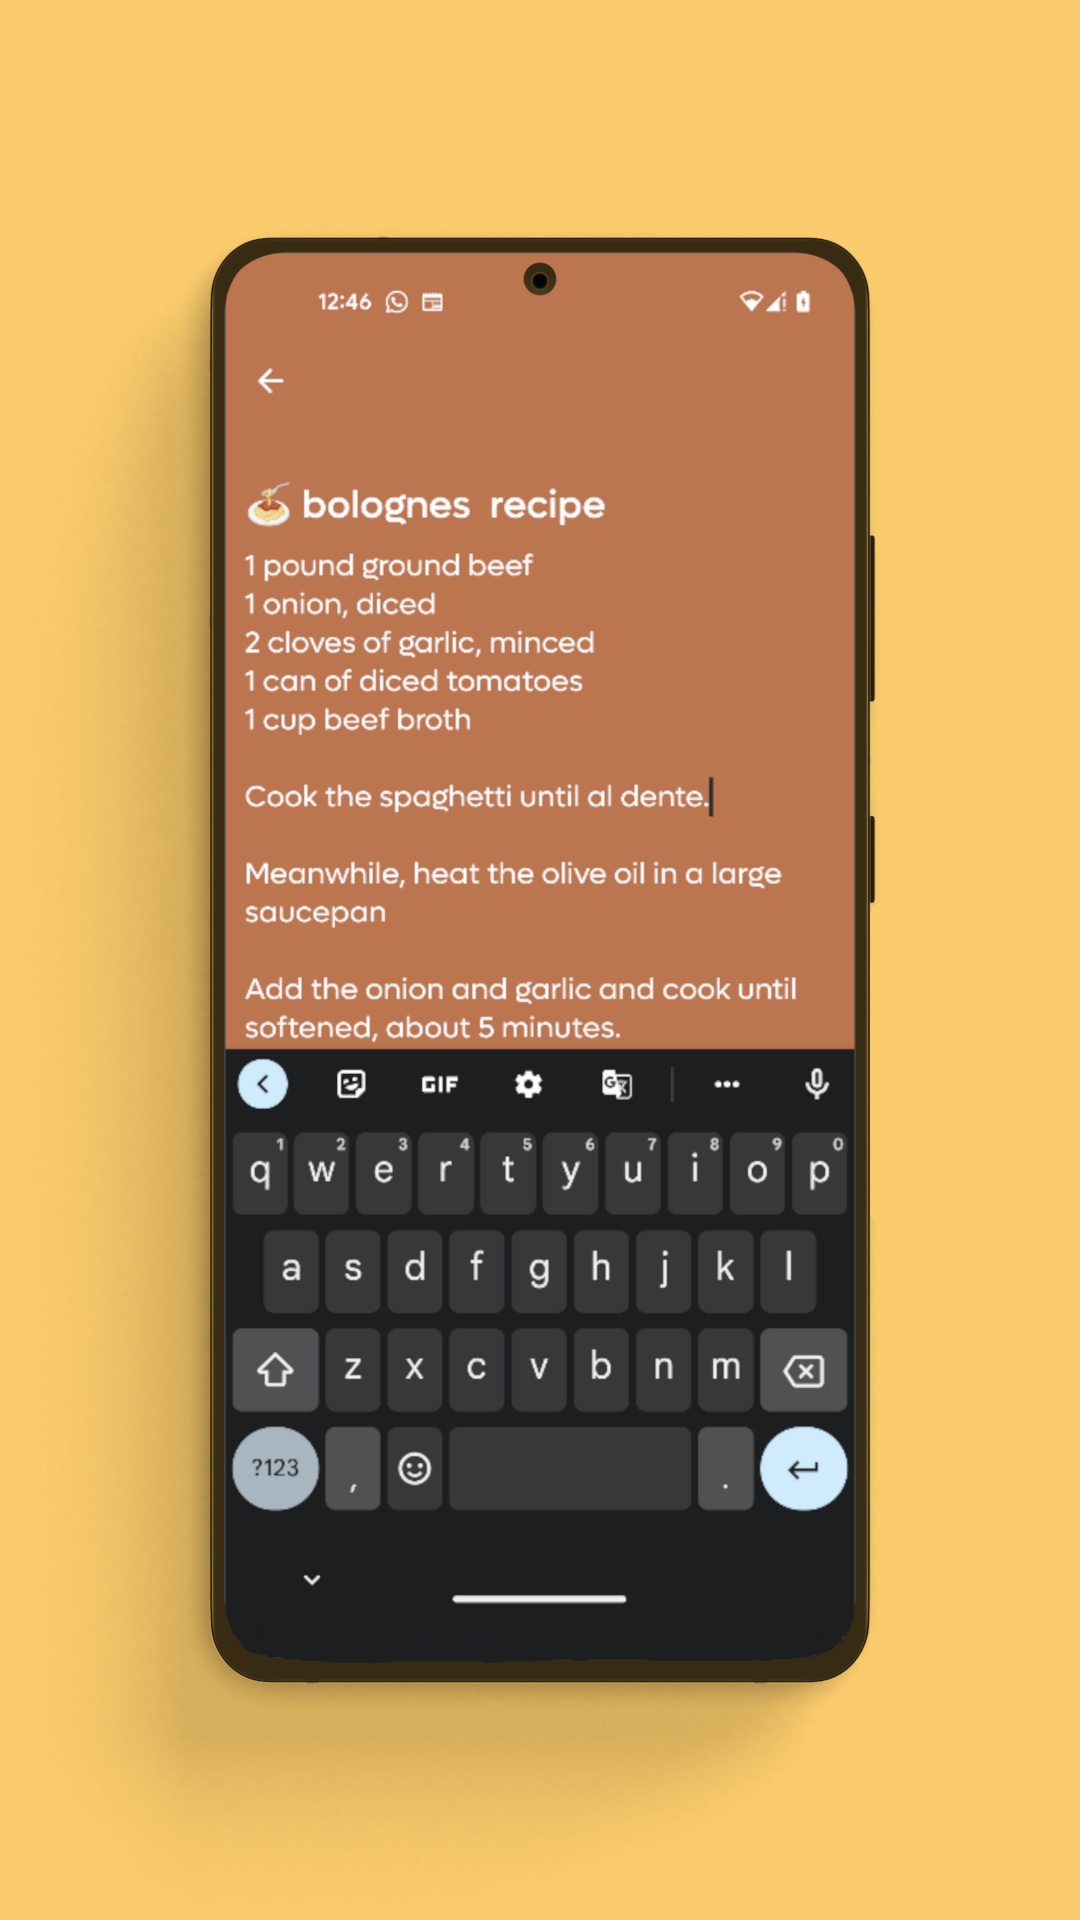 12:46
🍝 bolognes recipe
1 pound ground beef
1 onion, diced
2 cloves of garlic, minced
1 can of diced tomatoes
1 cup beef broth
Cook the spaghetti until al dente.
Meanwhile, heat the olive oil in a large
saucepan
Add the onion and garlic and cook until
softened, about 5 minutes.
GIF G
1 2 3 4 5 6 7 8 9 0
q w e r t y u i o p
a s d f g h j k l
z x c v b n m
?123 , .